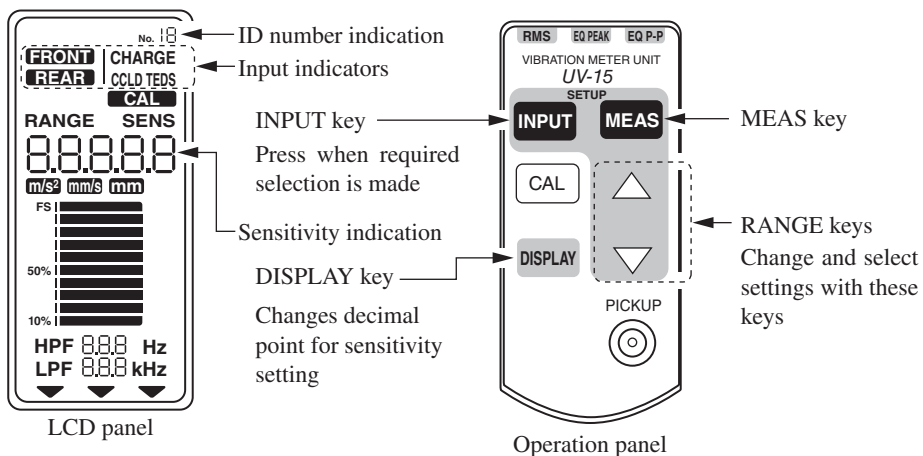 No. 18
FRONT CHARGE
REAR CCLD TEDS
CAL
RANGE SENS
8.8.8.8.8
m/s² mm/s mm
FS
50%
10%
HPF 8.8.8 Hz
LPF 8.8.8 kHz
LCD panel
ID number indication
Input indicators
INPUT key
Press when required
selection is made
Sensitivity indication
DISPLAY key
Changes decimal
point for sensitivity
setting
RMS EQ PEAK EQ P-P
VIBRATION METER UNIT
UV-15
SETUP
INPUT MEAS
CAL
DISPLAY
PICKUP
Operation panel
MEAS key
RANGE keys
Change and select
settings with these
keys